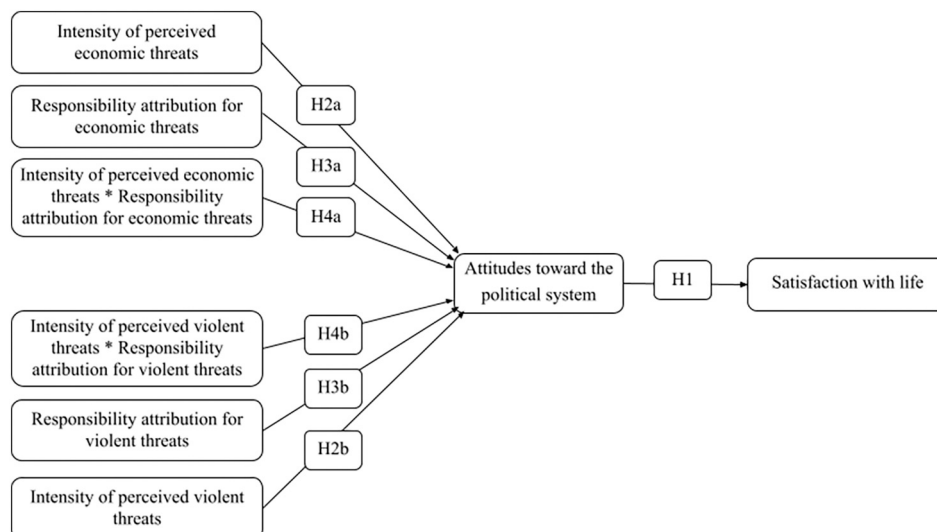 Intensity of perceived
economic threats
H2a
Responsibility attribution for
economic threats
H3a
Intensity of perceived economic
threats * Responsibility
attribution for economic threats
H4a
Attitudes toward the
political system
H1
Satisfaction with life
Intensity of perceived violent
threats * Responsibility
attribution for violent threats
H4b
Responsibility attribution for
violent threats
H3b
H2b
Intensity of perceived violent
threats